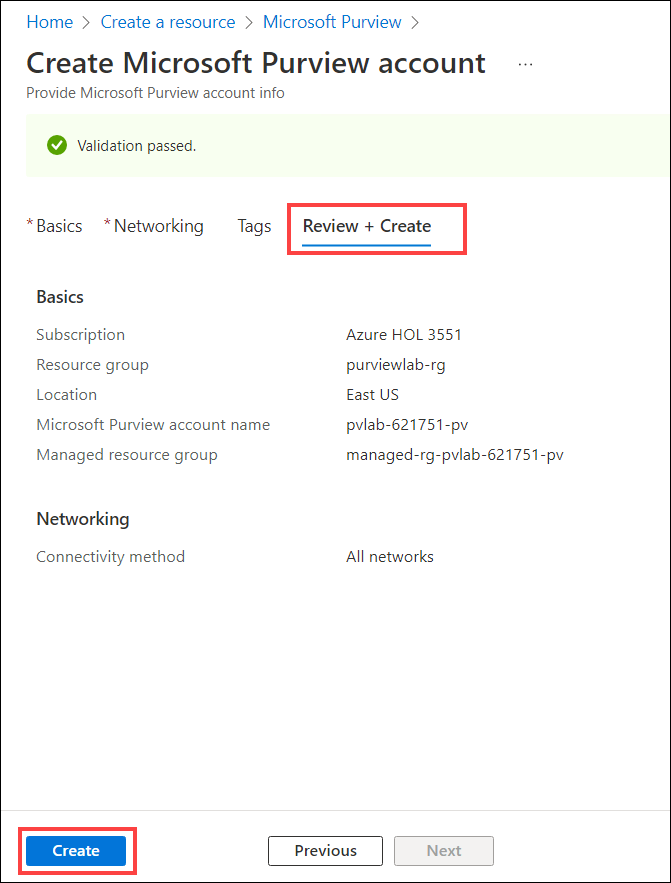 Home > Create a resource > Microsoft Purview >
Create Microsoft Purview account ...
Provide Microsoft Purview account info
Validation passed.
* Basics * Networking Tags Review + Create
Basics
Subscription Azure HOL 3551
Resource group purviewlab-rg
Location East US
Microsoft Purview account name pvlab-621751-pv
Managed resource group managed-rg-pvlab-621751-pv
Networking
Connectivity method All networks
Create Previous Next